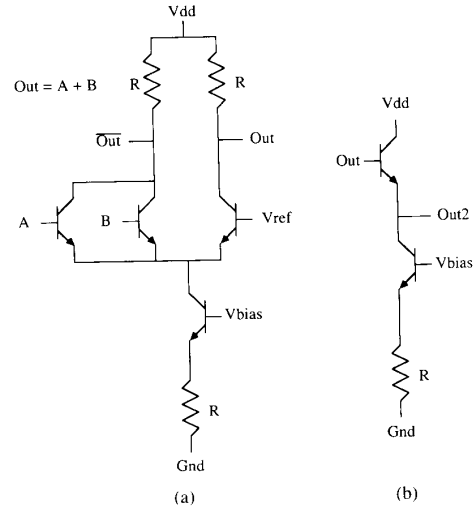 Vdd
R
R
Out = A + B
Out
Out
A
B
Vref
Vbias
R
Gnd
(a)
Vdd
Out
Out2
Vbias
R
Gnd
(b)